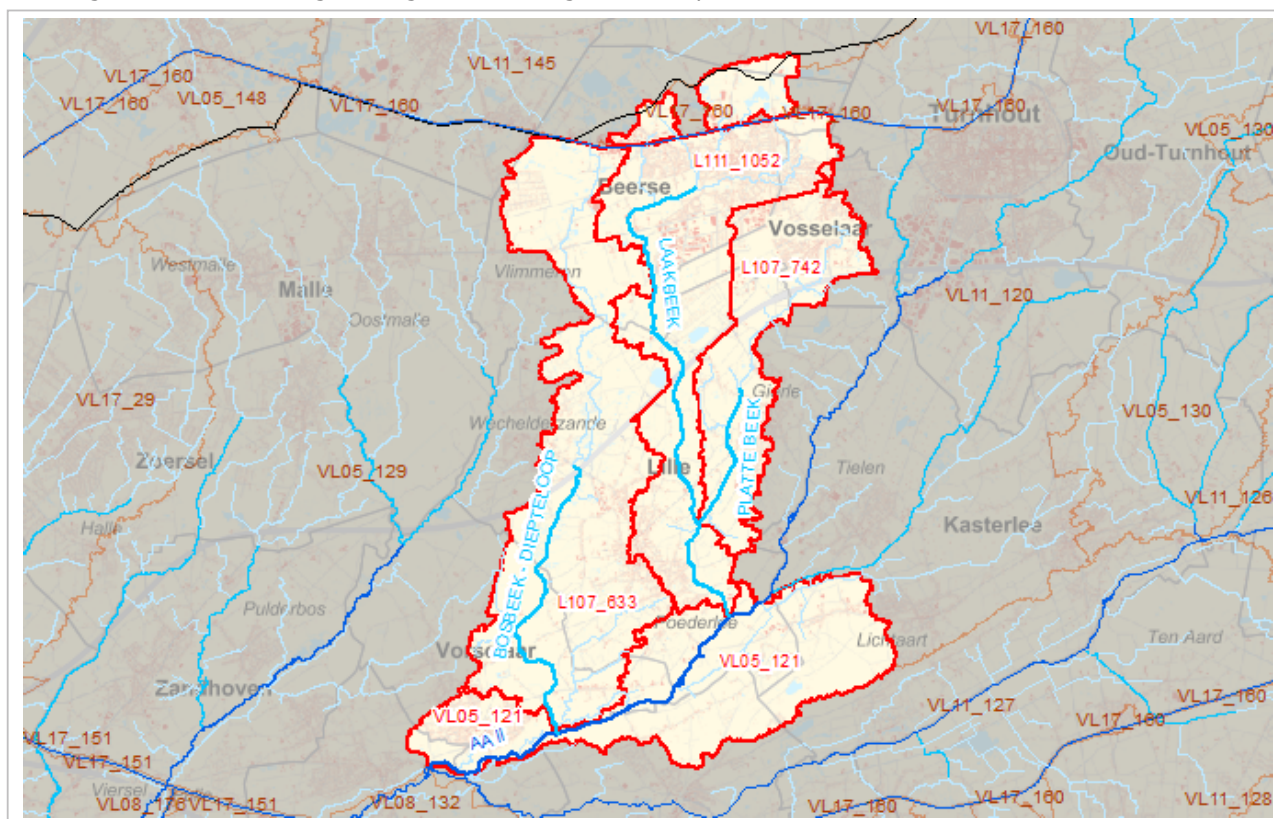 VL17_160
VL17_160
VL11_145
VL17_160
VL05_148
VL17_160
VL17_160
VL17_160
VL17_160
Turnhout
VL05_130
Oud-Turnhout
L111_1052
Beerse
Vosselaar
Westmalle
Malle
Vlimmeren
LAAKBEEK
L107_742
VL11_120
Oostmalle
Gierle
VL17_29
Wechelderzande
VL05_130
Zoersel
VL05_129
Lille
PLATTE BEEK
Tielen
VL11_126
Halle
Kasterlee
BOSBEEK - DIEPTELOOP
Pulderbos
L107_633
Poederlee
Lichtaart
Ten Aard
Vorselaar
VL05_121
Zandhoven
VL05_121
AA II
VL11_127
VL17_160
VL17_151
VL17_160
VL17_151
Viersel
VL08_176
VL17_151
VL08_132
VL17_160
VL17_160
VL11_128